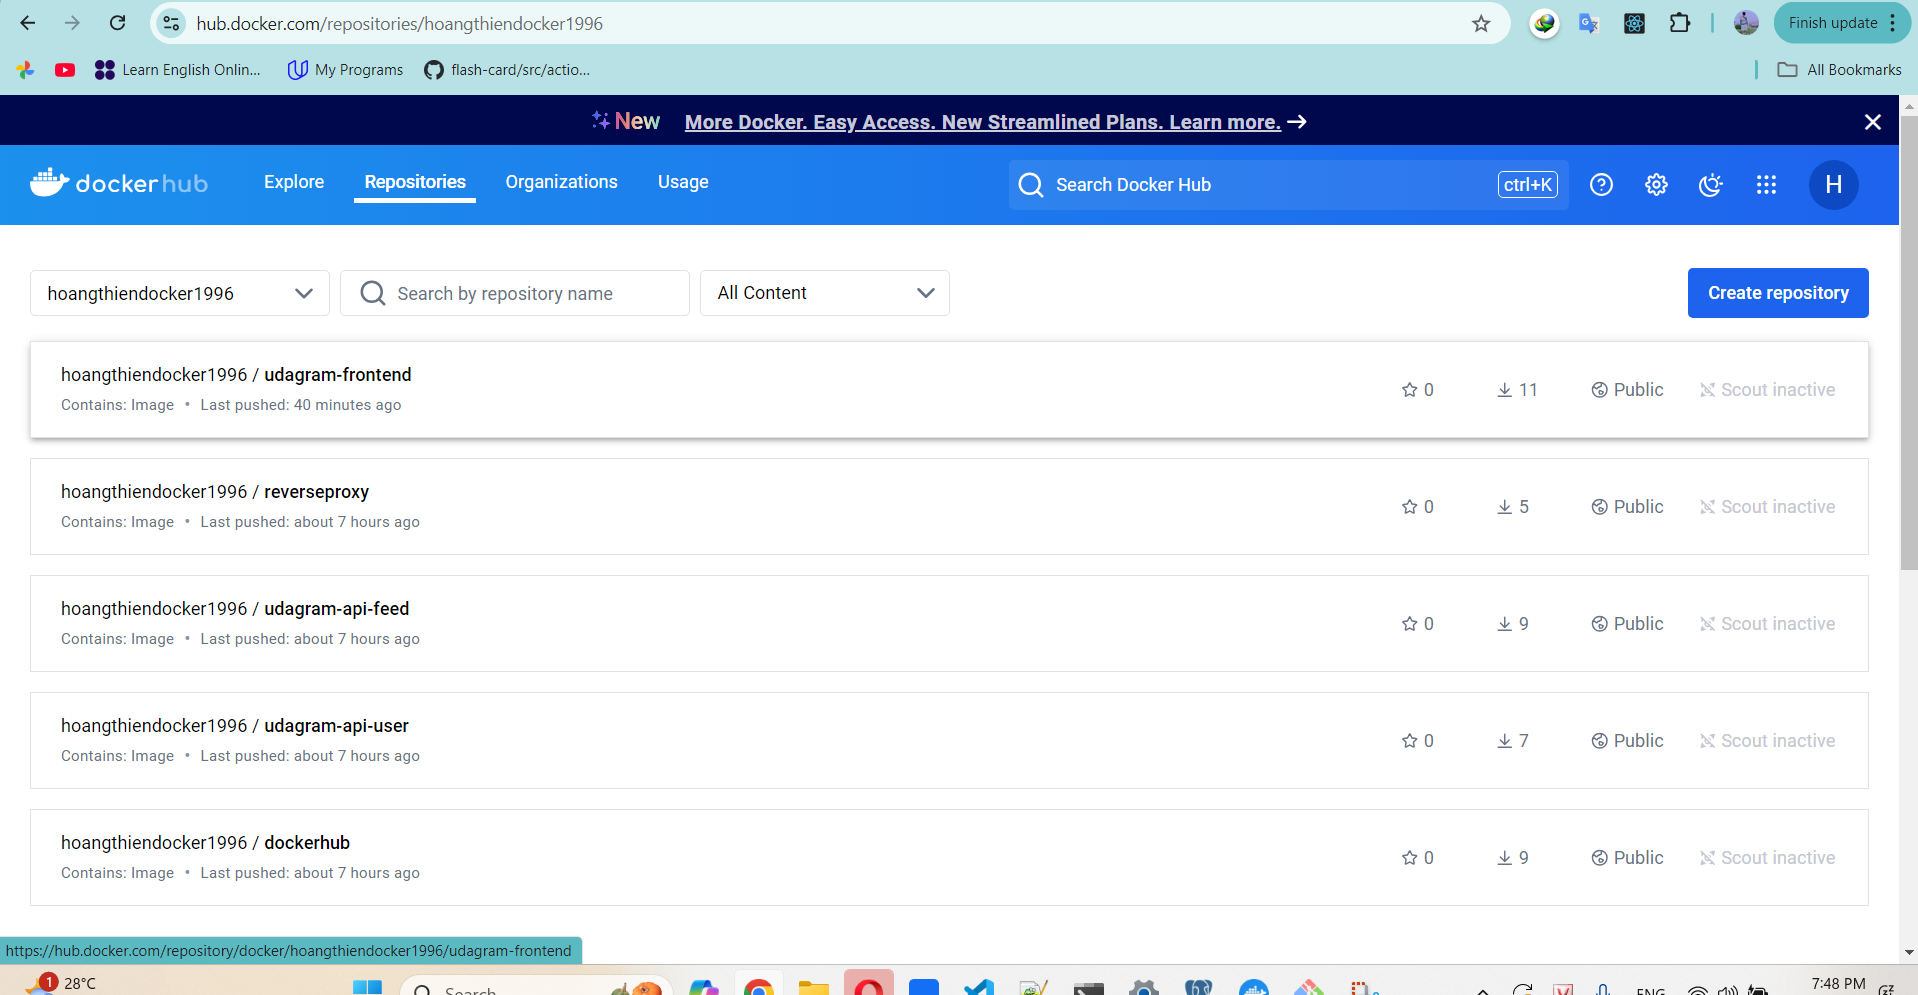 hub.docker.com/repositories/hoangthiendocker1996
Finish update
Learn English Onlin...
My Programs
flash-card/src/actio...
All Bookmarks
New More Docker. Easy Access. New Streamlined Plans. Learn more. →
docker hub
Explore
Repositories
Organizations
Usage
Search Docker Hub
ctrl+K
H
hoangthiendocker1996
Search by repository name
All Content
Create repository
hoangthiendocker1996 / udagram-frontend
Contains: Image • Last pushed: 40 minutes ago
0
11
Public
Scout inactive
hoangthiendocker1996 / reverseproxy
Contains: Image • Last pushed: about 7 hours ago
0
5
Public
Scout inactive
hoangthiendocker1996 / udagram-api-feed
Contains: Image • Last pushed: about 7 hours ago
0
9
Public
Scout inactive
hoangthiendocker1996 / udagram-api-user
Contains: Image • Last pushed: about 7 hours ago
0
7
Public
Scout inactive
hoangthiendocker1996 / dockerhub
Contains: Image • Last pushed: about 7 hours ago
0
9
Public
Scout inactive
https://hub.docker.com/repository/docker/hoangthiendocker1996/udagram-frontend
1
28°C
Search
ENG
7:48 PM